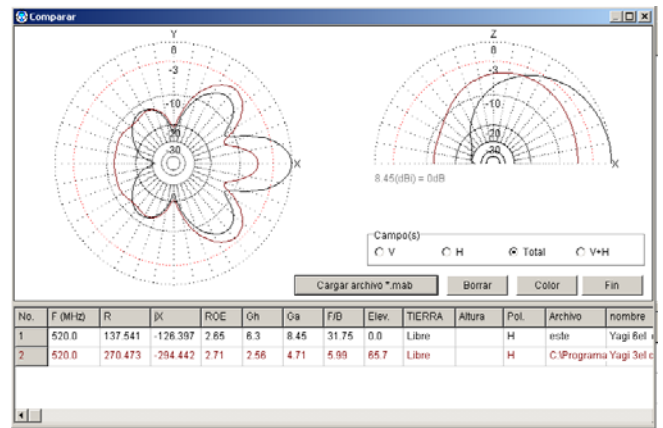 Comparar
Y
0
-3
-10
-20
-30
X
Z
0
-3
-10
-20
-30
X
8.45(dBi) = 0dB
Campo(s)
V H Total V+H
Cargar archivo *.mab Borrar Color Fin
No. F (MHz) R jX ROE Gh Ga F/B Elev. TIERRA Altura Pol. Archivo nombre
1 520.0 137.541 -126.397 2.65 6.3 8.45 31.75 0.0 Libre H este Yagi 6el
2 520.0 270.473 -294.442 2.71 2.56 4.71 5.99 65.7 Libre H C:\Programa Yagi 3el